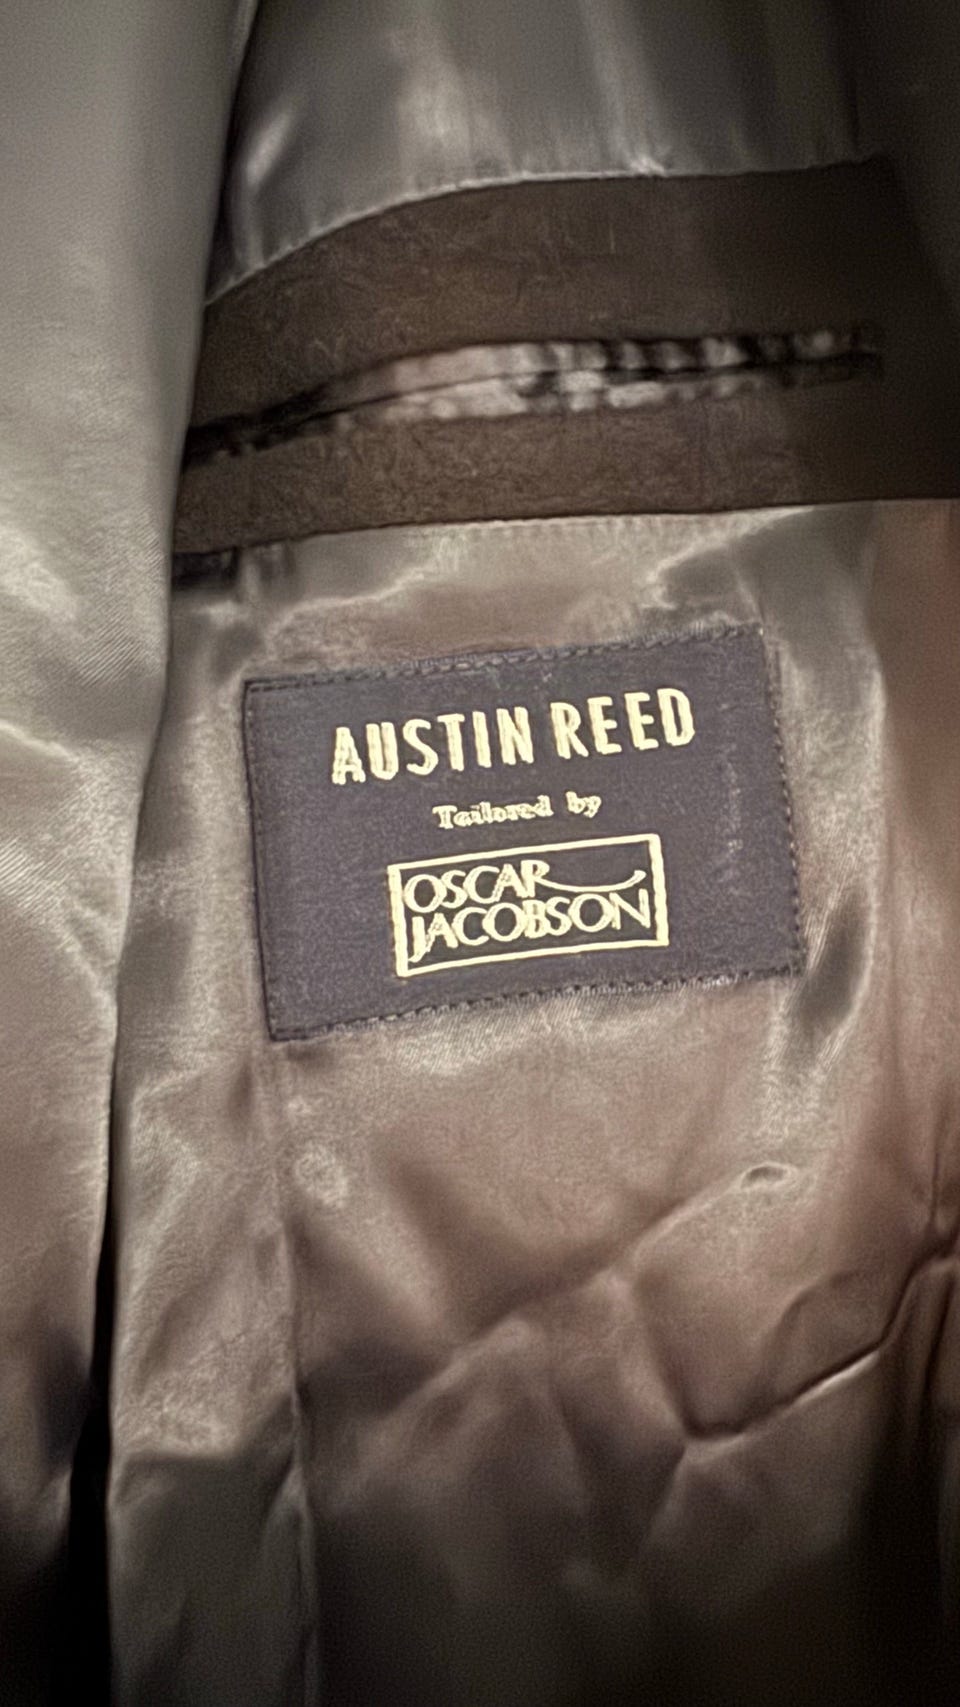 AUSTIN REED
Tailored by
OSCAR
JACOBSON